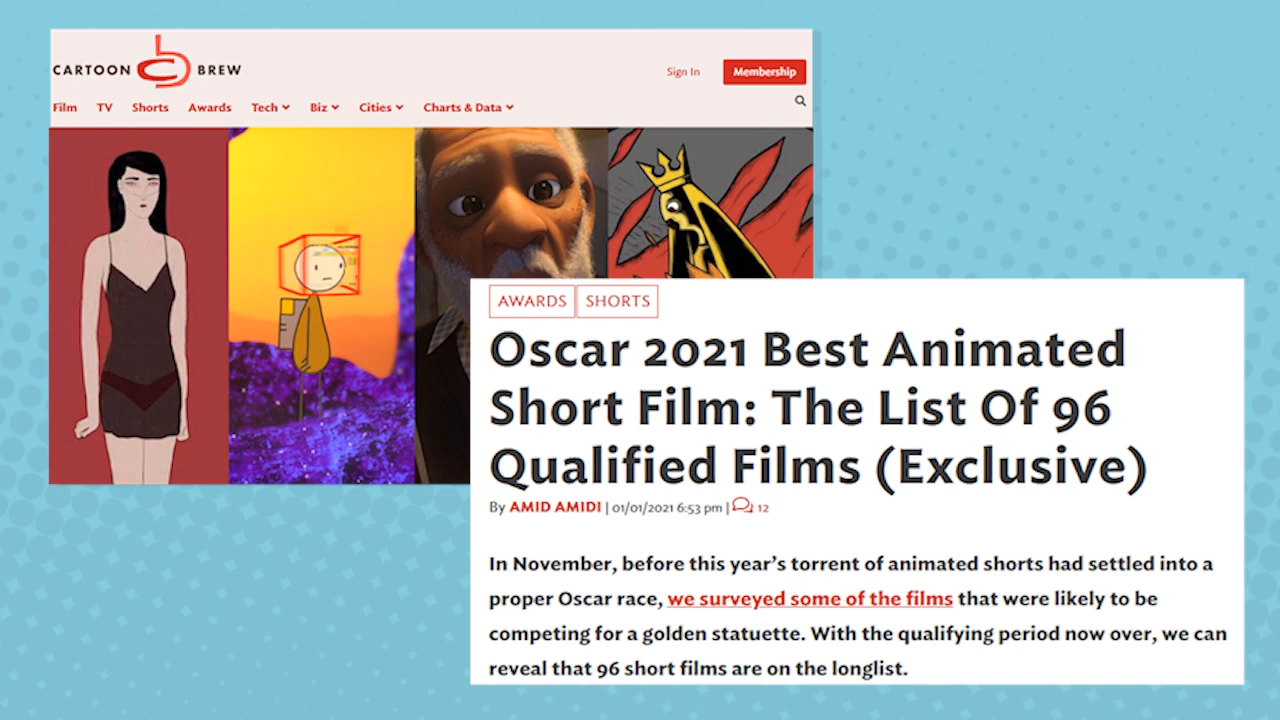 CARTOON BREW
Sign In
Membership
Film TV Shorts Awards Tech Biz Cities Charts & Data
AWARDS SHORTS
Oscar 2021 Best Animated
Short Film: The List Of 96
Qualified Films (Exclusive)
By AMID AMIDI | 01/01/2021 6:53 pm | 12
In November, before this year's torrent of animated shorts had settled into a
proper Oscar race, we surveyed some of the films that were likely to be
competing for a golden statuette. With the qualifying period now over, we can
reveal that 96 short films are on the longlist.